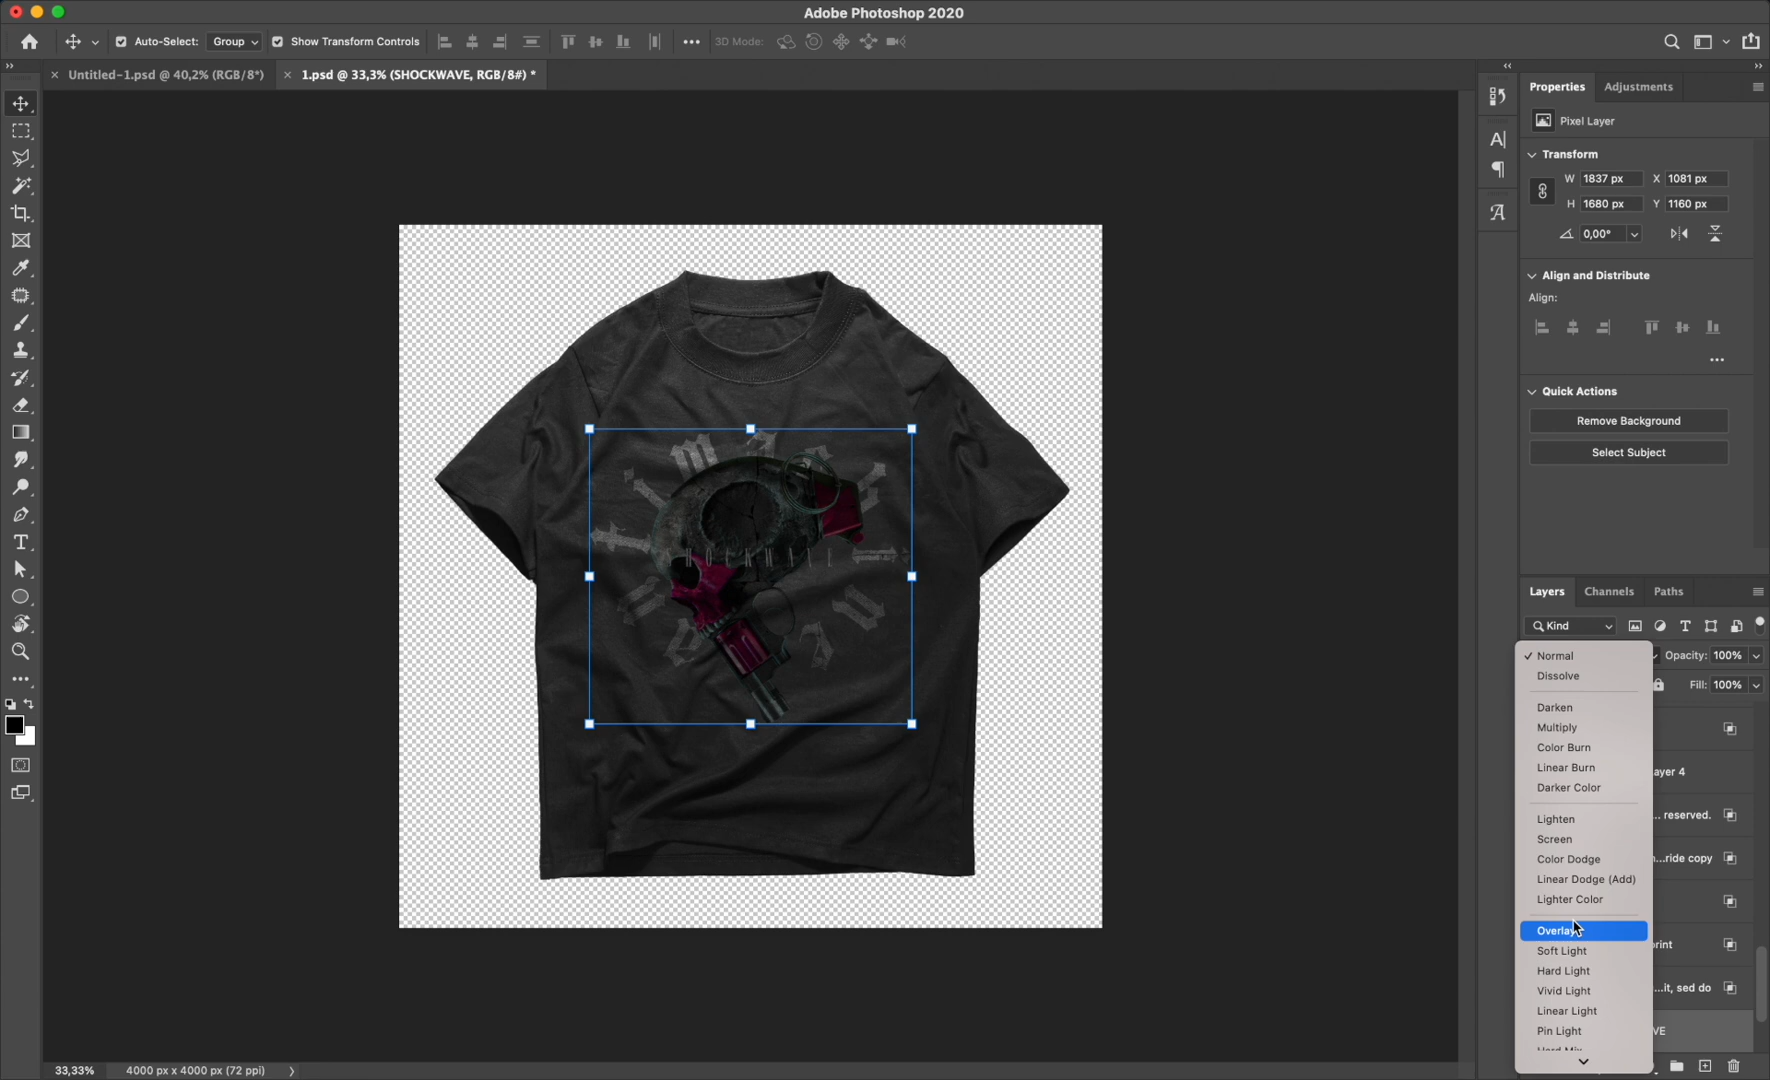 Adobe Photoshop 2020
Auto-Select: Group Show Transform Controls 3D Mode:
Untitled-1.psd @ 40,2% (RGB/8*) 1.psd @ 33,3% (SHOCKWAVE, RGB/8#) *
Properties Adjustments
Pixel Layer
Transform
W 1837 px X 1081 px
H 1680 px Y 1160 px
0,00°
Align and Distribute
Align:
Quick Actions
Remove Background
Select Subject
SHOCKWAVE
Layers Channels Paths
Kind
Opacity: 100%
Fill: 100%
Normal
Dissolve
Darken
Multiply
Color Burn
Linear Burn
Darker Color
Lighten
Screen
Color Dodge
Linear Dodge (Add)
Lighter Color
Overlay
Soft Light
Hard Light
Vivid Light
Linear Light
Pin Light
Hard Mix
ayer 4
... reserved.
...ride copy
print
...it, sed do
VE
33,33% 4000 px x 4000 px (72 ppi)